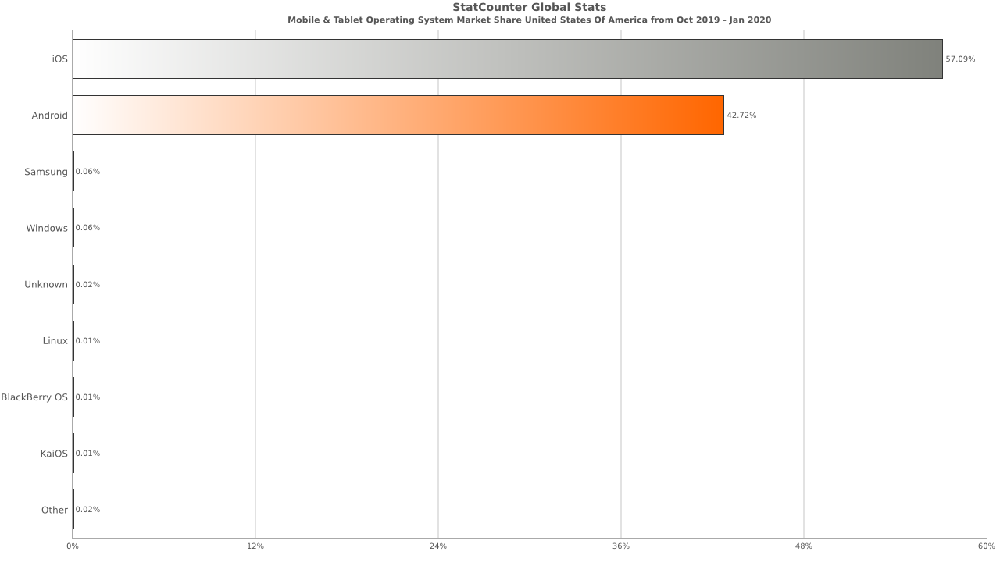 StatCounter Global Stats
Mobile & Tablet Operating System Market Share United States Of America from Oct 2019 - Jan 2020
iOS 57.09%
Android 42.72%
Samsung 0.06%
Windows 0.06%
Unknown 0.02%
Linux 0.01%
BlackBerry OS 0.01%
KaiOS 0.01%
Other 0.02%
0% 12% 24% 36% 48% 60%